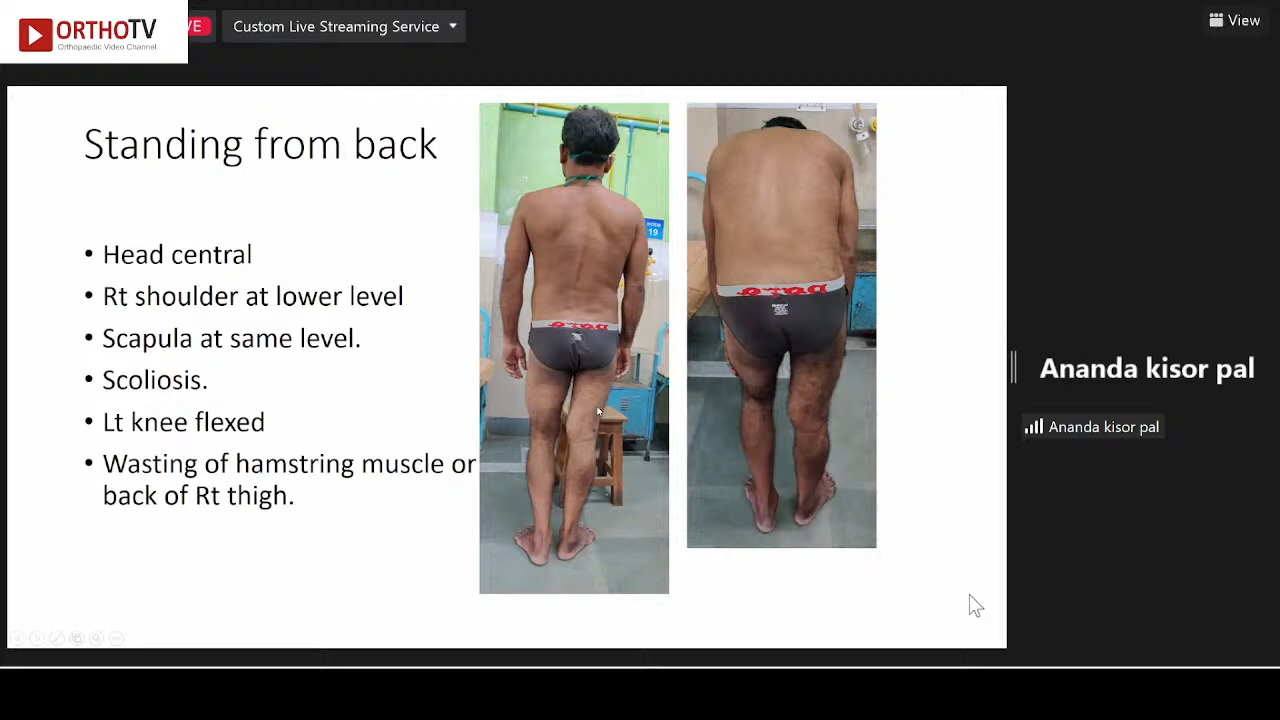 ORTHOTV
Orthopaedic Video Channel
VE
Custom Live Streaming Service
View
Standing from back
• Head central
• Rt shoulder at lower level
• Scapula at same level.
• Scoliosis.
• Lt knee flexed
• Wasting of hamstring muscle or
back of Rt thigh.
19
Ananda kisor pal
Ananda kisor pal